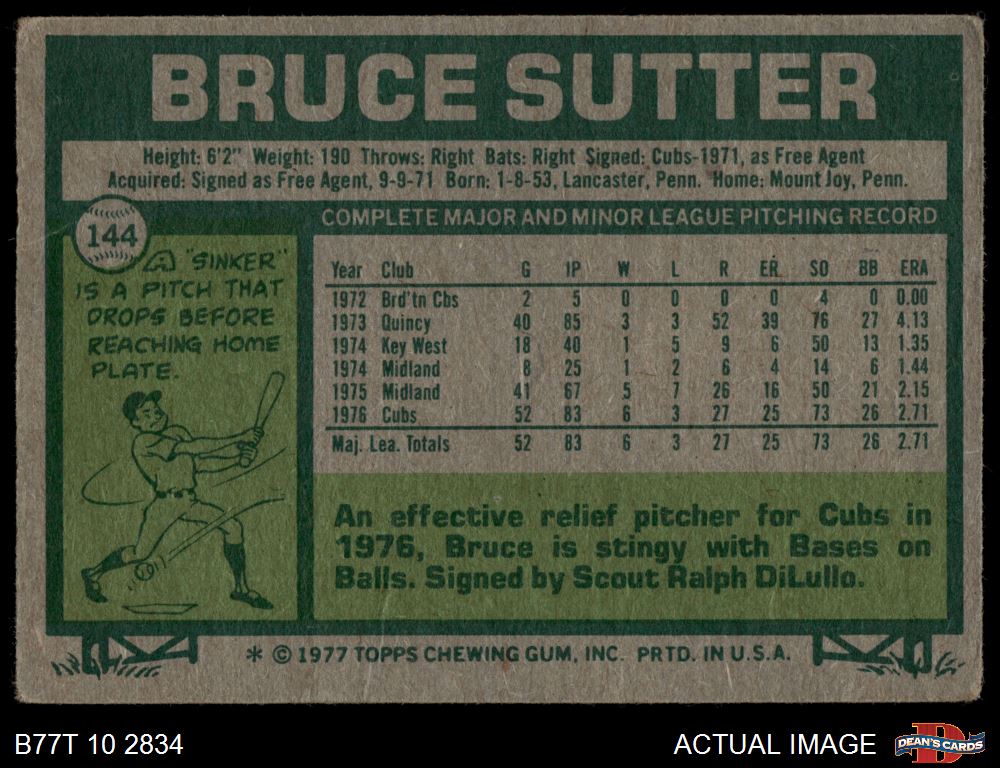 BRUCE SUTTER
Height: 6'2" Weight: 190 Throws: Right Bats: Right Signed: Cubs-1971, as Free Agent
Acquired: Signed as Free Agent, 9-9-71 Born: 1-8-53, Lancaster, Penn. Home: Mount Joy, Penn.
144
A "SINKER"
IS A PITCH THAT
DROPS BEFORE
REACHING HOME
PLATE.
COMPLETE MAJOR AND MINOR LEAGUE PITCHING RECORD
Year Club G IP W L R ER SO BB ERA
1972 Brd'tn Cbs 2 5 0 0 0 0 4 0 0.00
1973 Quincy 40 85 3 3 52 39 76 27 4.13
1974 Key West 18 40 1 5 9 6 50 13 1.35
1974 Midland 8 25 1 2 6 4 14 6 1.44
1975 Midland 41 67 5 7 26 16 50 21 2.15
1976 Cubs 52 83 6 3 27 25 73 26 2.71
Maj. Lea. Totals 52 83 6 3 27 25 73 26 2.71
An effective relief pitcher for Cubs in
1976, Bruce is stingy with Bases on
Balls. Signed by Scout Ralph DiLullo.
* © 1977 TOPPS CHEWING GUM, INC. PRTD. IN U.S.A.
B77T 10 2834
ACTUAL IMAGE
D
DEAN'S CARDS